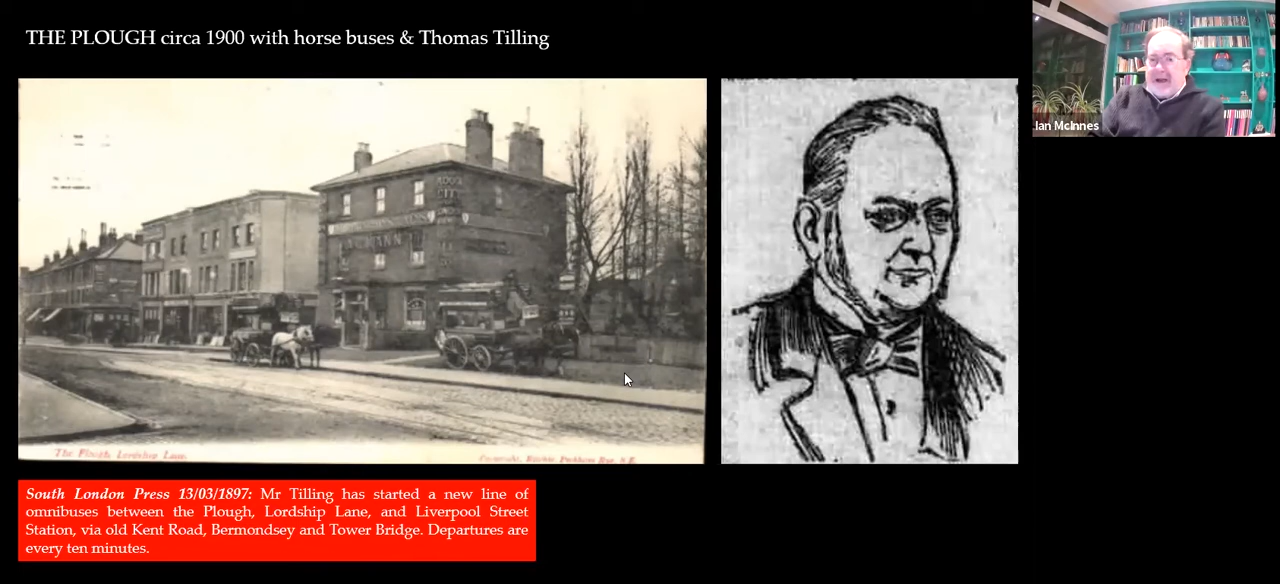 THE PLOUGH circa 1900 with horse buses & Thomas Tilling
Ian McInnes
MANN
The Plough Lordship Lane.
Copyright, Ritchie, Peckham Rye, S.E.
South London Press 13/03/1897: Mr Tilling has started a new line of
omnibuses between the Plough, Lordship Lane, and Liverpool Street
Station, via old Kent Road, Bermondsey and Tower Bridge. Departures are
every ten minutes.